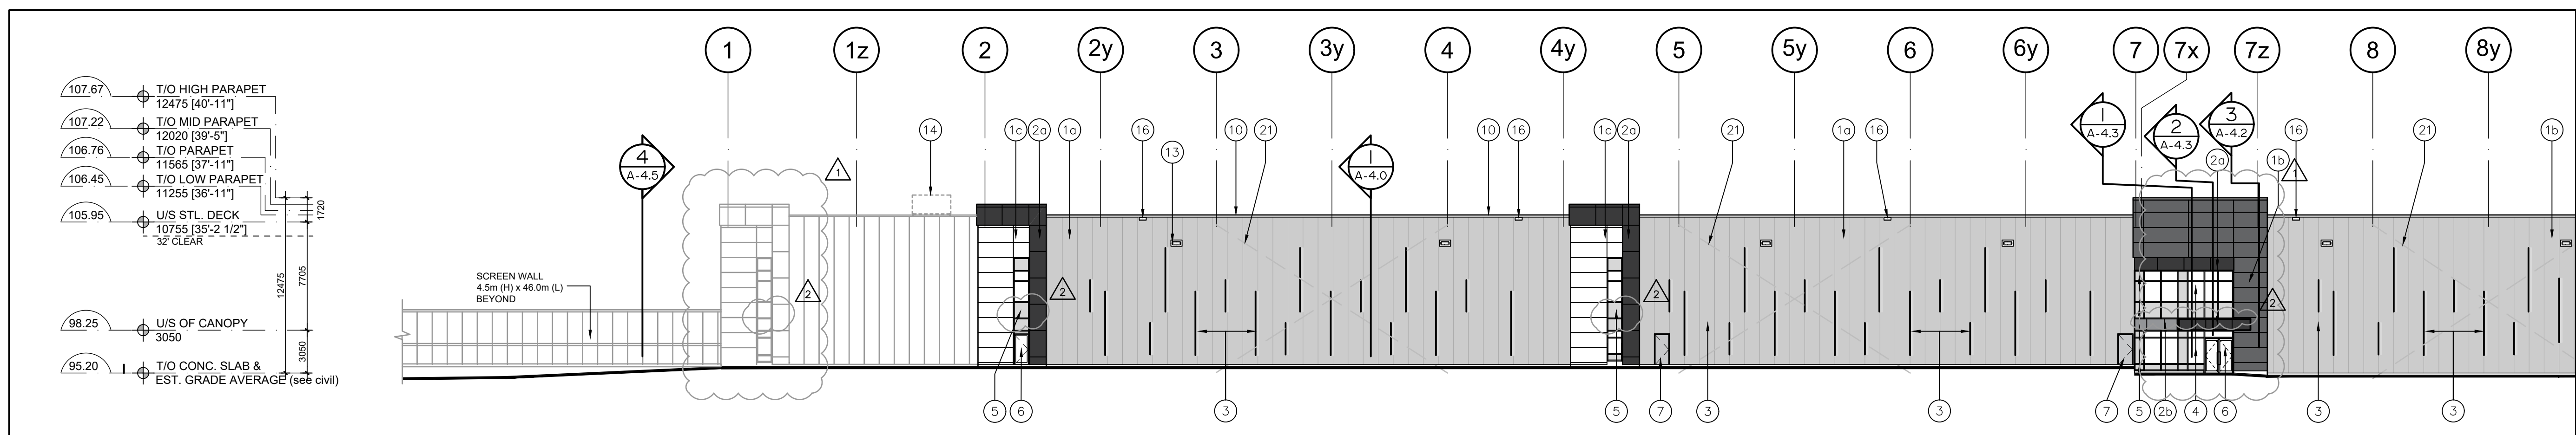 1 1z 2 2y 3 3y 4 4y 5 5y 6 6y 7 7x 7z 8 8y
107.67 T/O HIGH PARAPET
12475 [40'-11"]
107.22 T/O MID PARAPET
12020 [39'-5"]
106.76 T/O PARAPET
11565 [37'-11"]
106.45 T/O LOW PARAPET
11255 [36'-11"]
105.95 U/S STL. DECK
10755 [35'-2 1/2"]
32' CLEAR
1720
7705
12475
3050
98.25 U/S OF CANOPY
3050
95.20 T/O CONC. SLAB &
EST. GRADE AVERAGE (see civil)
SCREEN WALL
4.5m (H) x 46.0m (L)
BEYOND
4
A-4.5
1
A-4.0
1
A-4.3
2
A-4.3
3
A-4.2
14 1c 2a 1a 16 10 21 10 16 1c 2a 21 1a 16 16 21 1b
13
2a 1b
1 1
2 2 2 2
5 6 3 5 7 3 3 7 5 2b 4 6 3 3